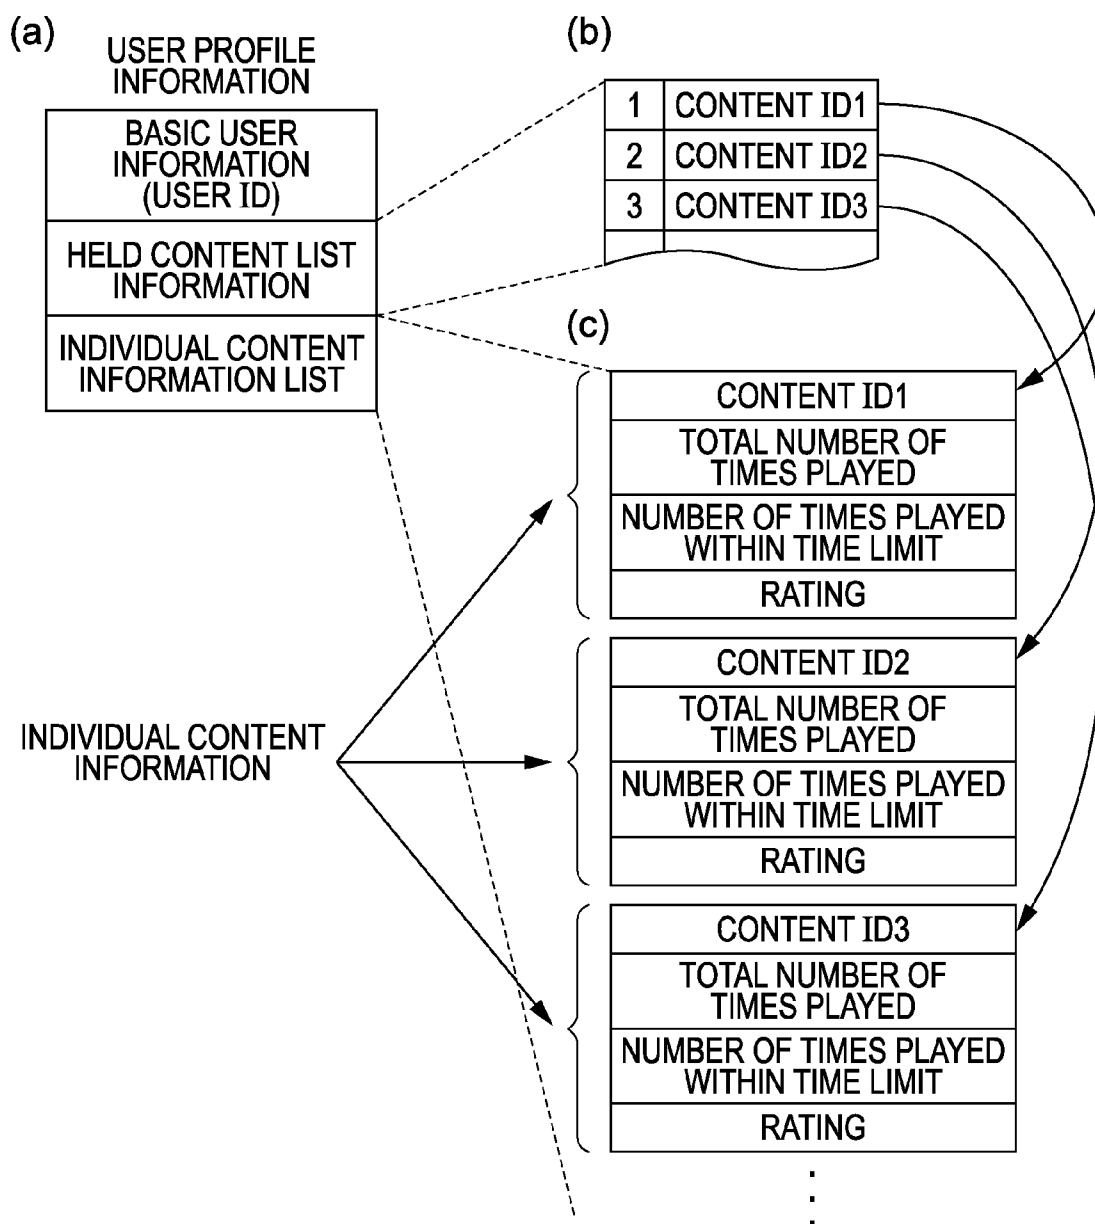 (a)
USER PROFILE
INFORMATION
BASIC USER
INFORMATION
(USER ID)
HELD CONTENT LIST
INFORMATION
INDIVIDUAL CONTENT
INFORMATION LIST
(b)
1 CONTENT ID1
2 CONTENT ID2
3 CONTENT ID3
(c)
CONTENT ID1
TOTAL NUMBER OF
TIMES PLAYED
NUMBER OF TIMES PLAYED
WITHIN TIME LIMIT
RATING
INDIVIDUAL CONTENT
INFORMATION
CONTENT ID2
TOTAL NUMBER OF
TIMES PLAYED
NUMBER OF TIMES PLAYED
WITHIN TIME LIMIT
RATING
CONTENT ID3
TOTAL NUMBER OF
TIMES PLAYED
NUMBER OF TIMES PLAYED
WITHIN TIME LIMIT
RATING